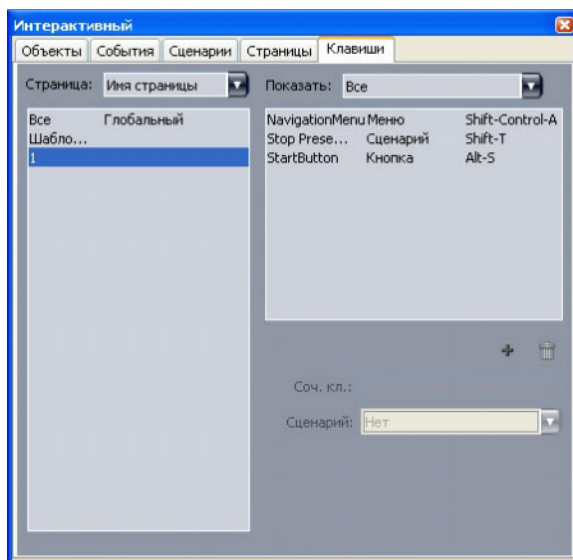 Интерактивный
Объекты События Сценарии Страницы Клавиши
Страница: Имя страницы
Показать: Все
Все Глобальный
Шабло...
1
NavigationMenu Меню Shift-Control-A
Stop Prese... Сценарий Shift-T
StartButton Кнопка Alt-S
Соч. кл.:
Сценарий: Нет